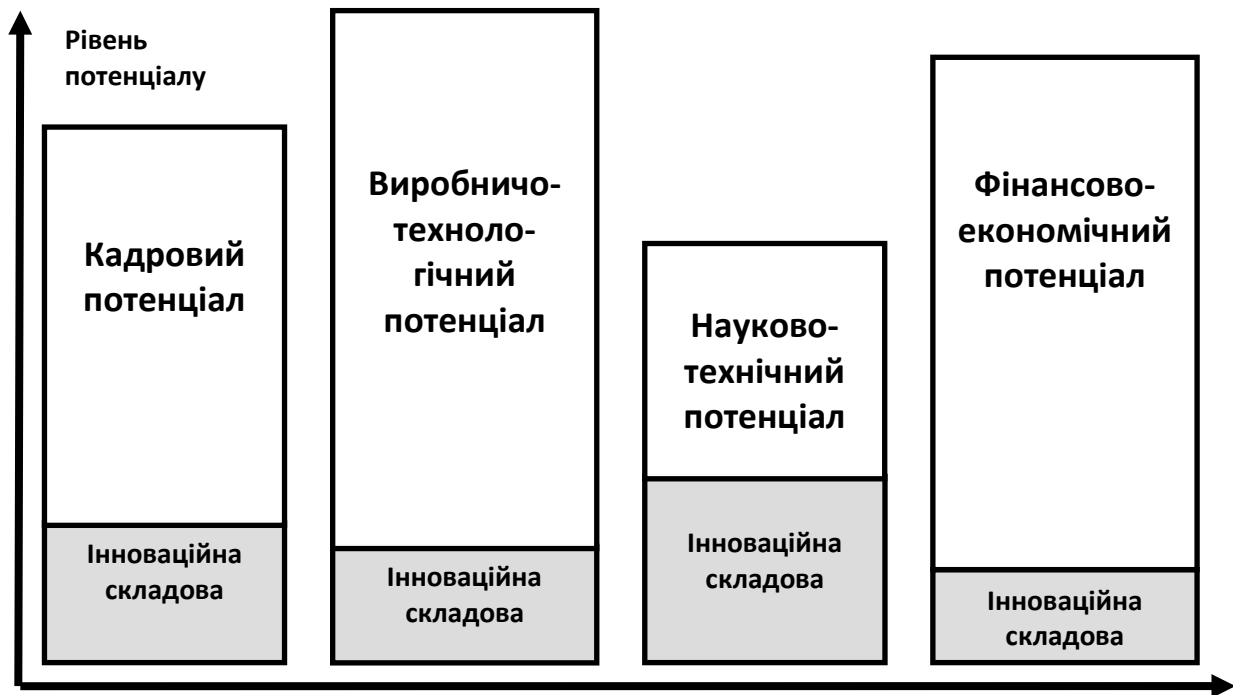 Рівень
потенціалу
Кадровий
потенціал
Інноваційна
складова
Виробничо-
техноло-
гічний
потенціал
Інноваційна
складова
Науково-
технічний
потенціал
Інноваційна
складова
Фінансово-
економічний
потенціал
Інноваційна
складова